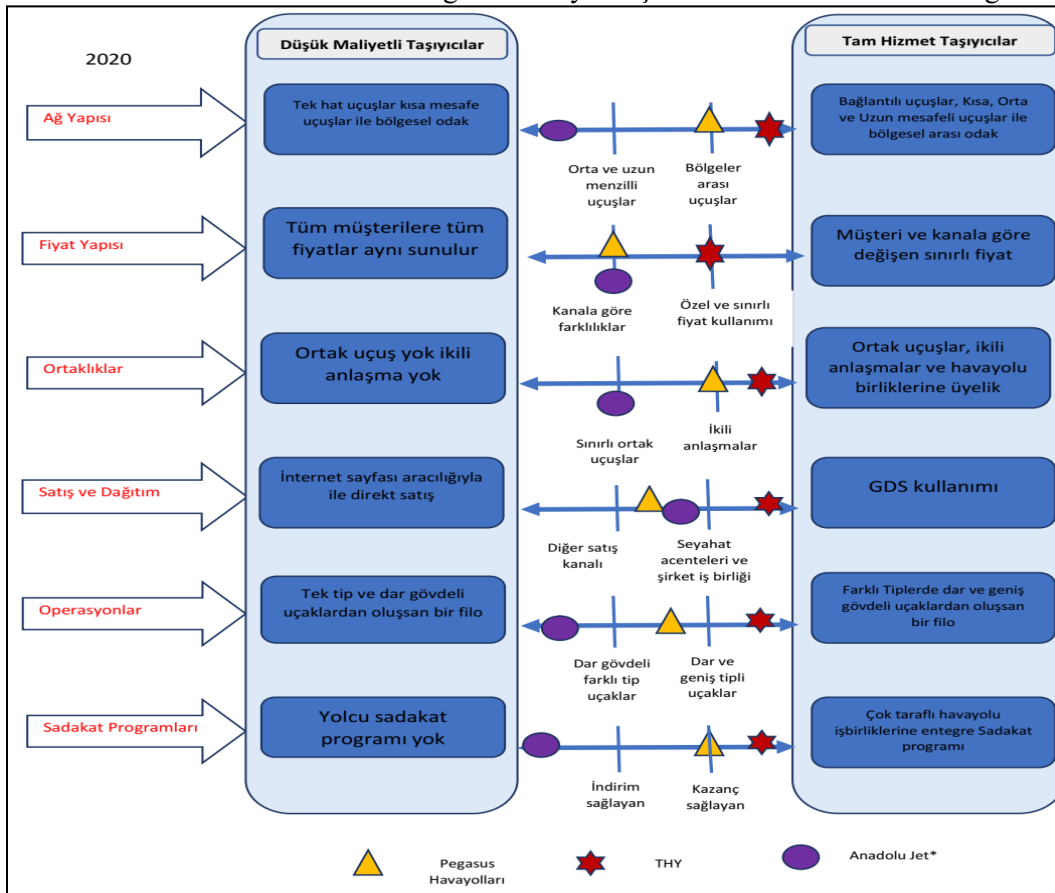 Düşük Maliyetli Taşıyıcılar
Tam Hizmet Taşıyıcılar
2020
Ağ Yapısı
Tek hat uçuşlar kısa mesafe
uçuşlar ile bölgesel odak
Orta ve uzun
menzilli
uçuşlar
Bölgeler
arası
uçuşlar
Bağlantılı uçuşlar, Kısa, Orta
ve Uzun mesafeli uçuşlar ile
bölgesel arası odak
Fiyat Yapısı
Tüm müşterilere tüm
fiyatlar aynı sunulur
Kanala göre
farklılıklar
Özel ve sınırlı
fiyat kullanımı
Müşteri ve kanala göre
değişen sınırlı fiyat
Ortaklıklar
Ortak uçuş yok ikili
anlaşma yok
Sınırlı ortak
uçuşlar
İkili
anlaşmalar
Ortak uçuşlar, ikili
anlaşmalar ve havayolu
birliklerine üyelik
Satış ve Dağıtım
İnternet sayfası aracılığıyla
ile direkt satış
Diğer satış
kanalı
Seyahat
acenteleri ve
şirket iş birliği
GDS kullanımı
Operasyonlar
Tek tip ve dar gövdeli
uçaklardan oluşsan bir filo
Dar gövdeli
farklı tip
uçaklar
Dar ve
geniş tipli
uçaklar
Farklı Tiplerde dar ve geniş
gövdeli uçaklardan oluşsan
bir filo
Sadakat Programları
Yolcu sadakat
programı yok
İndirim
sağlayan
Kazanç
sağlayan
Çok taraflı havayolu
işbirliklerine entegre Sadakat
programı
Pegasus
Havayolları
THY
Anadolu Jet*